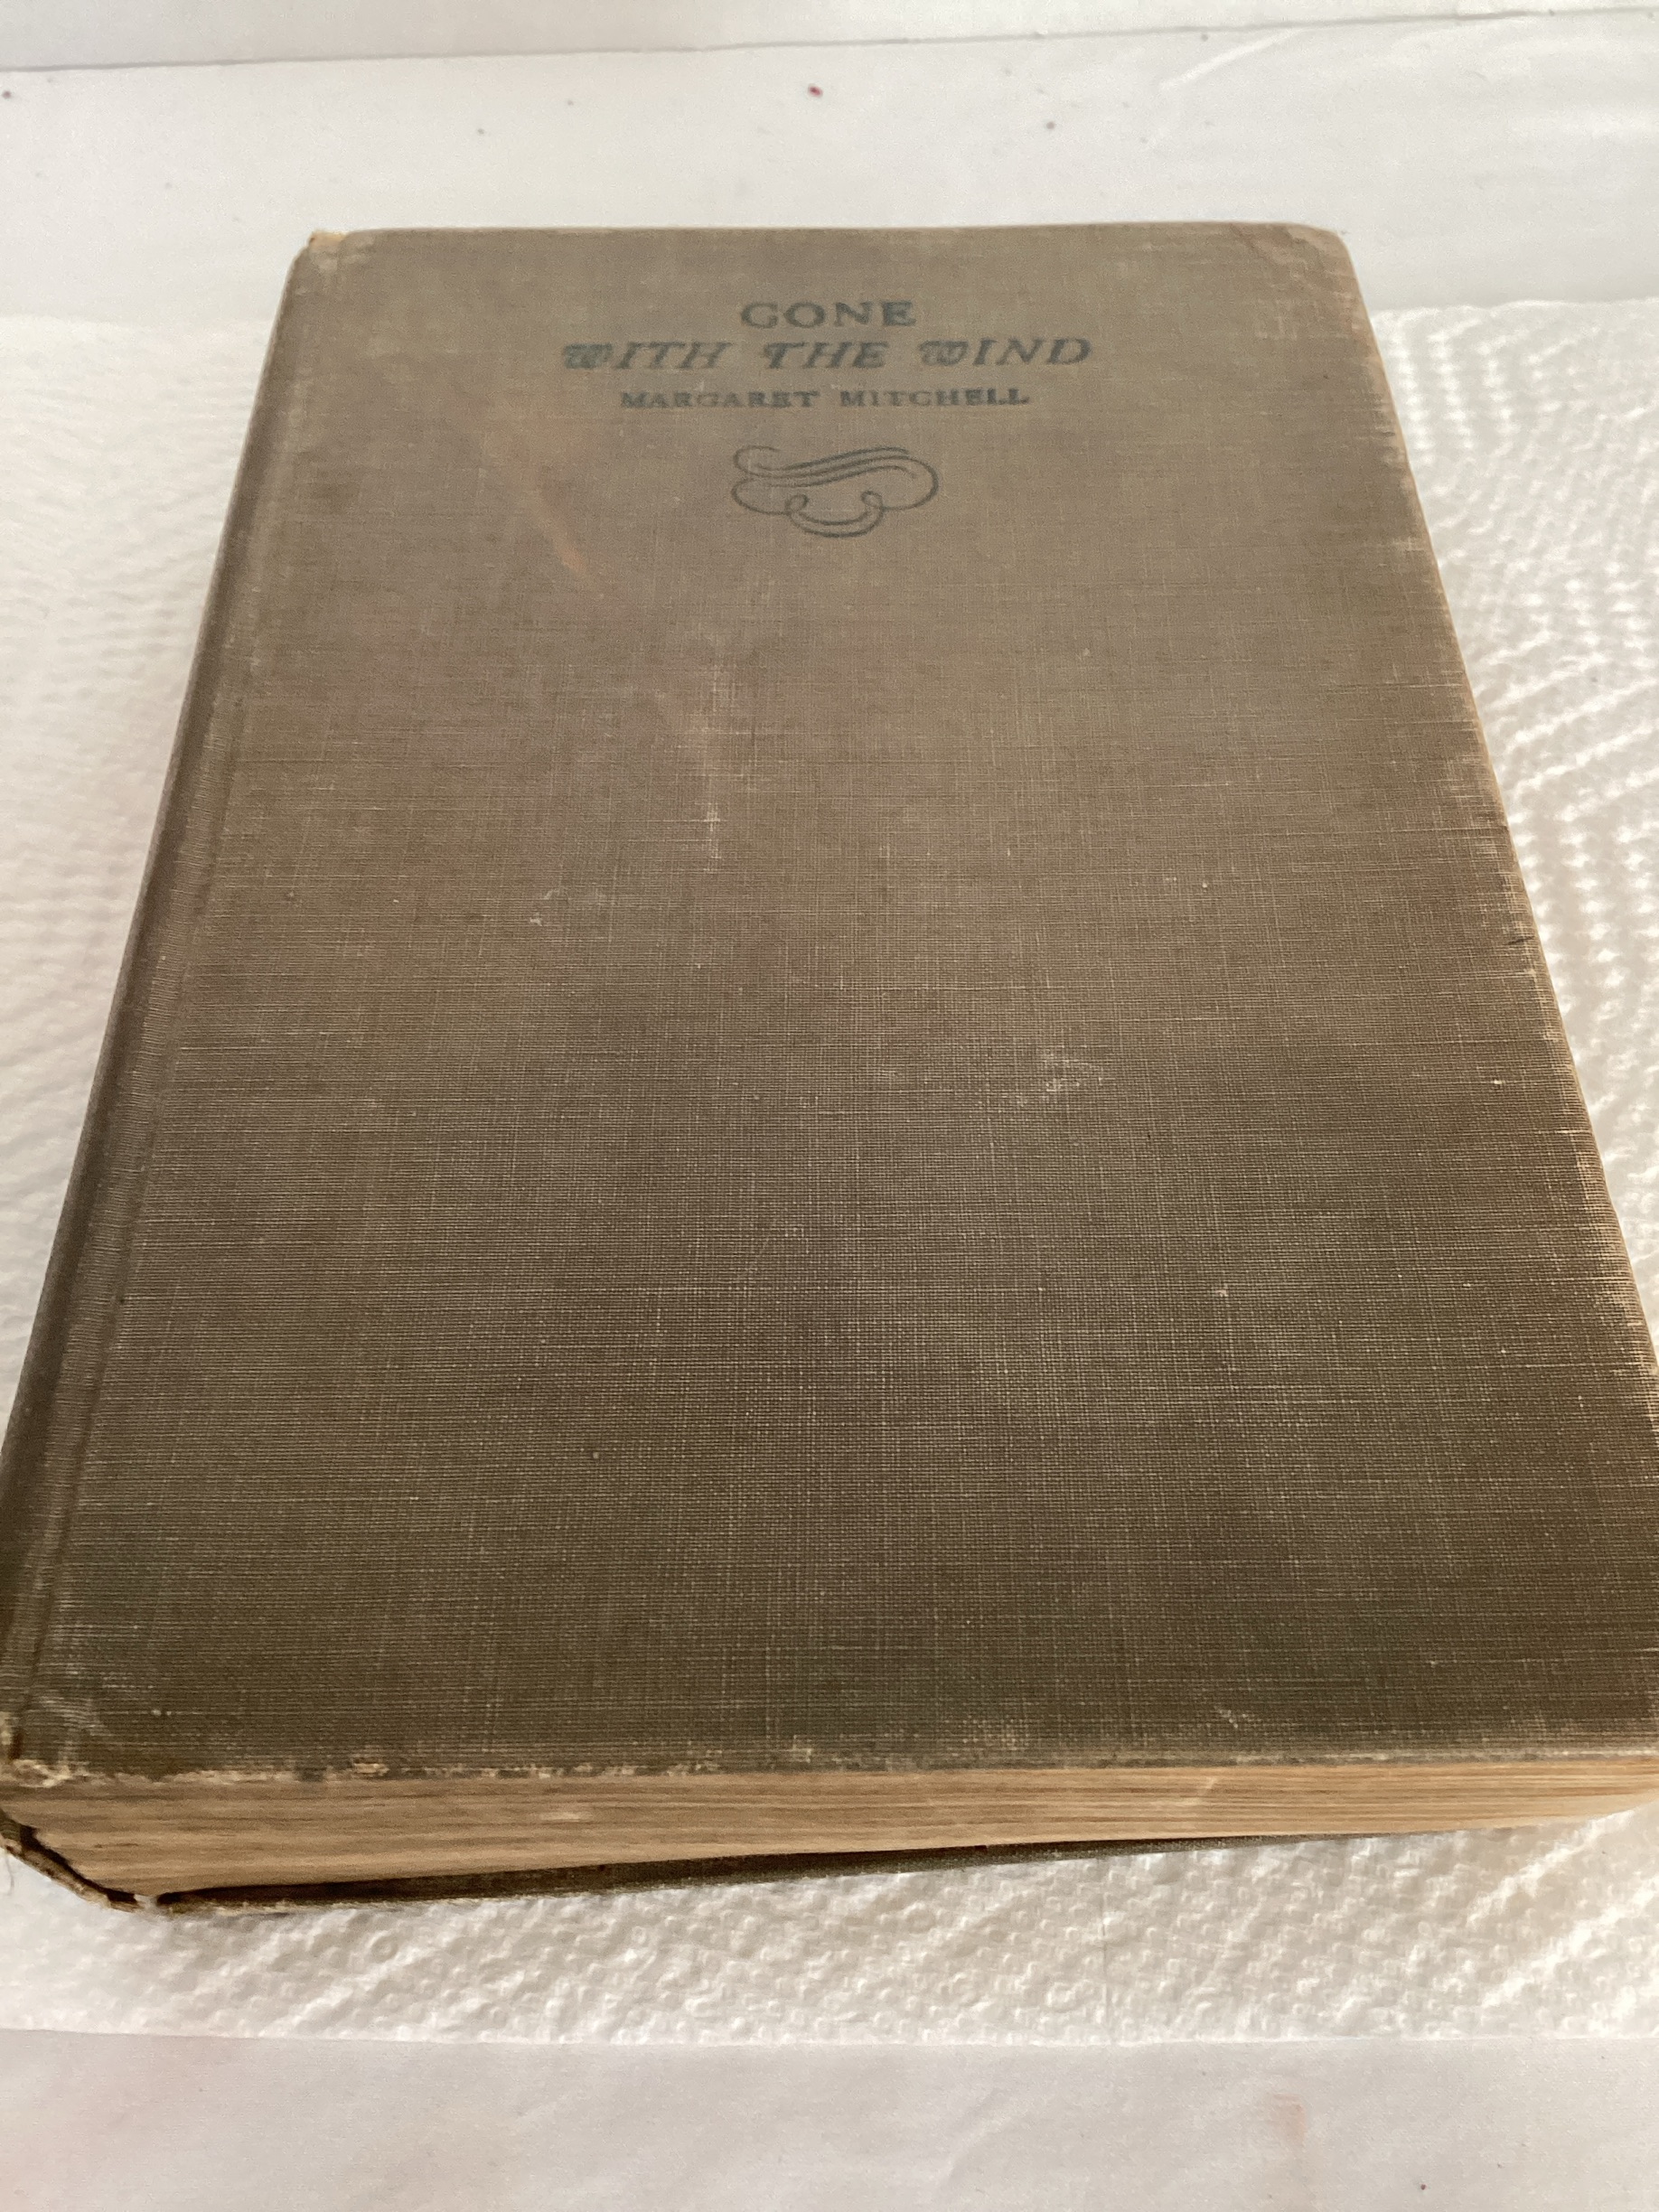 GONE
WITH THE WIND
MARGARET MITCHELL